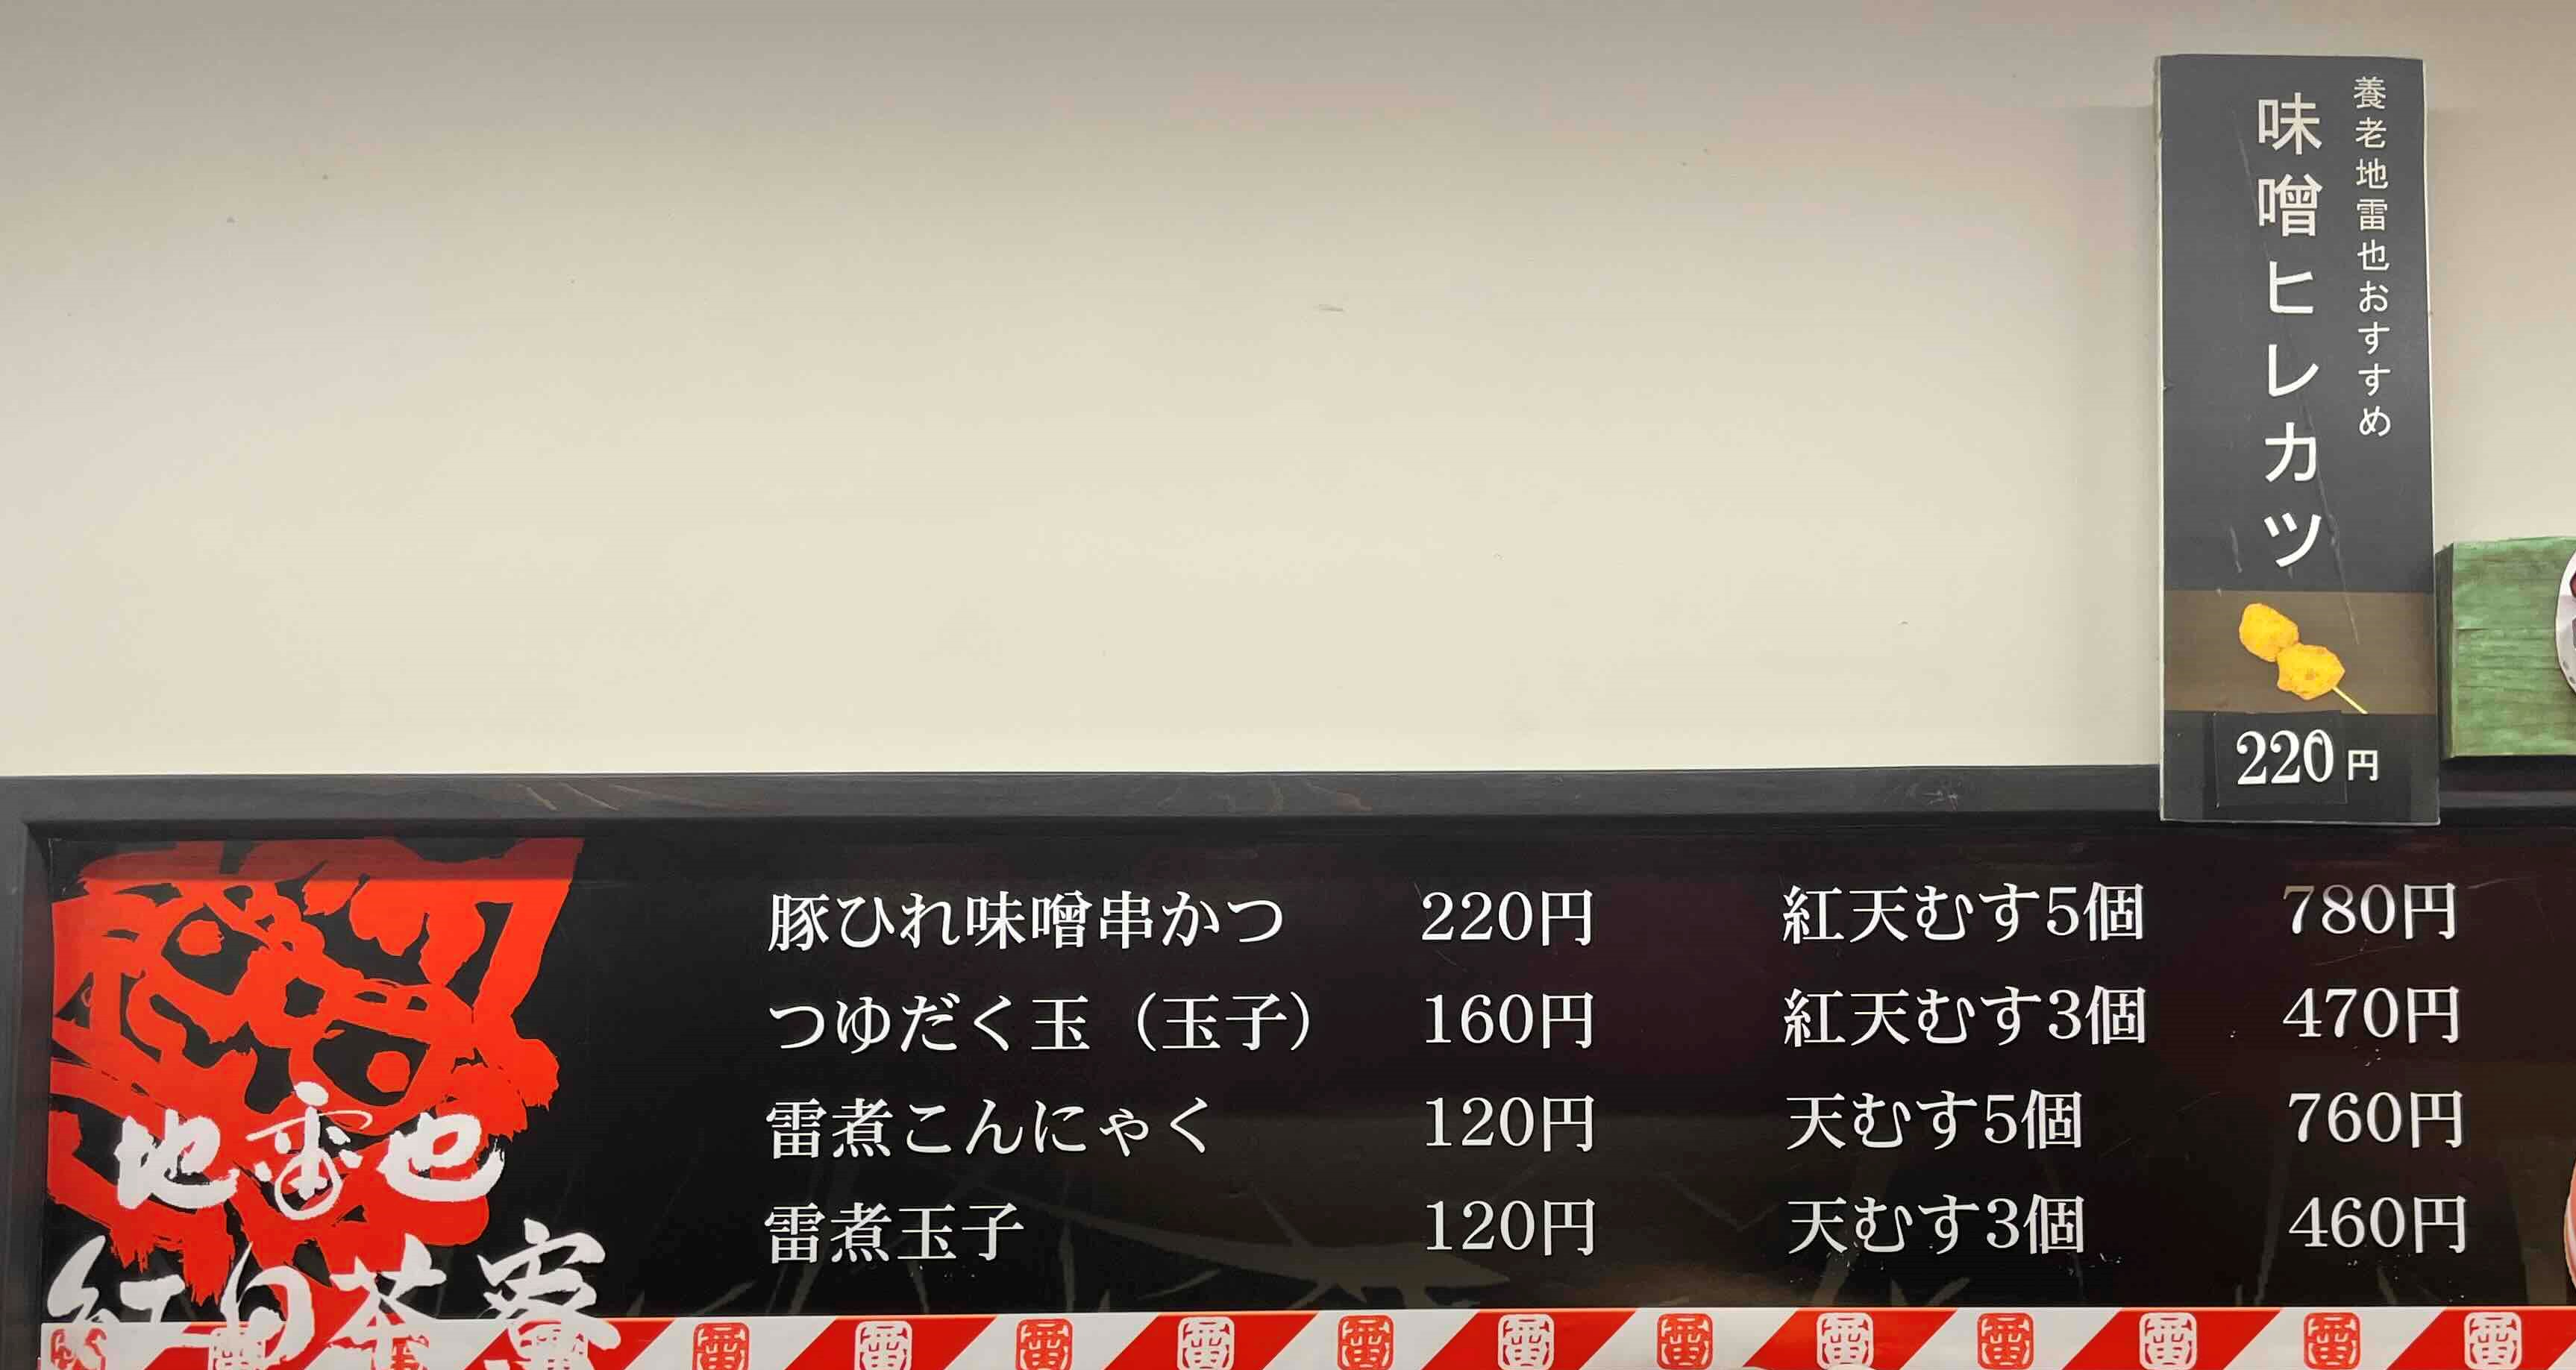 養老地雷也おすすめ
味噌ヒレカツ
220円
地雷也
紅白茶寮
豚ひれ味噌串かつ 220円
つゆだく玉（玉子） 160円
雷煮こんにゃく 120円
雷煮玉子 120円
紅天むす5個 780円
紅天むす3個 470円
天むす5個 760円
天むす3個 460円